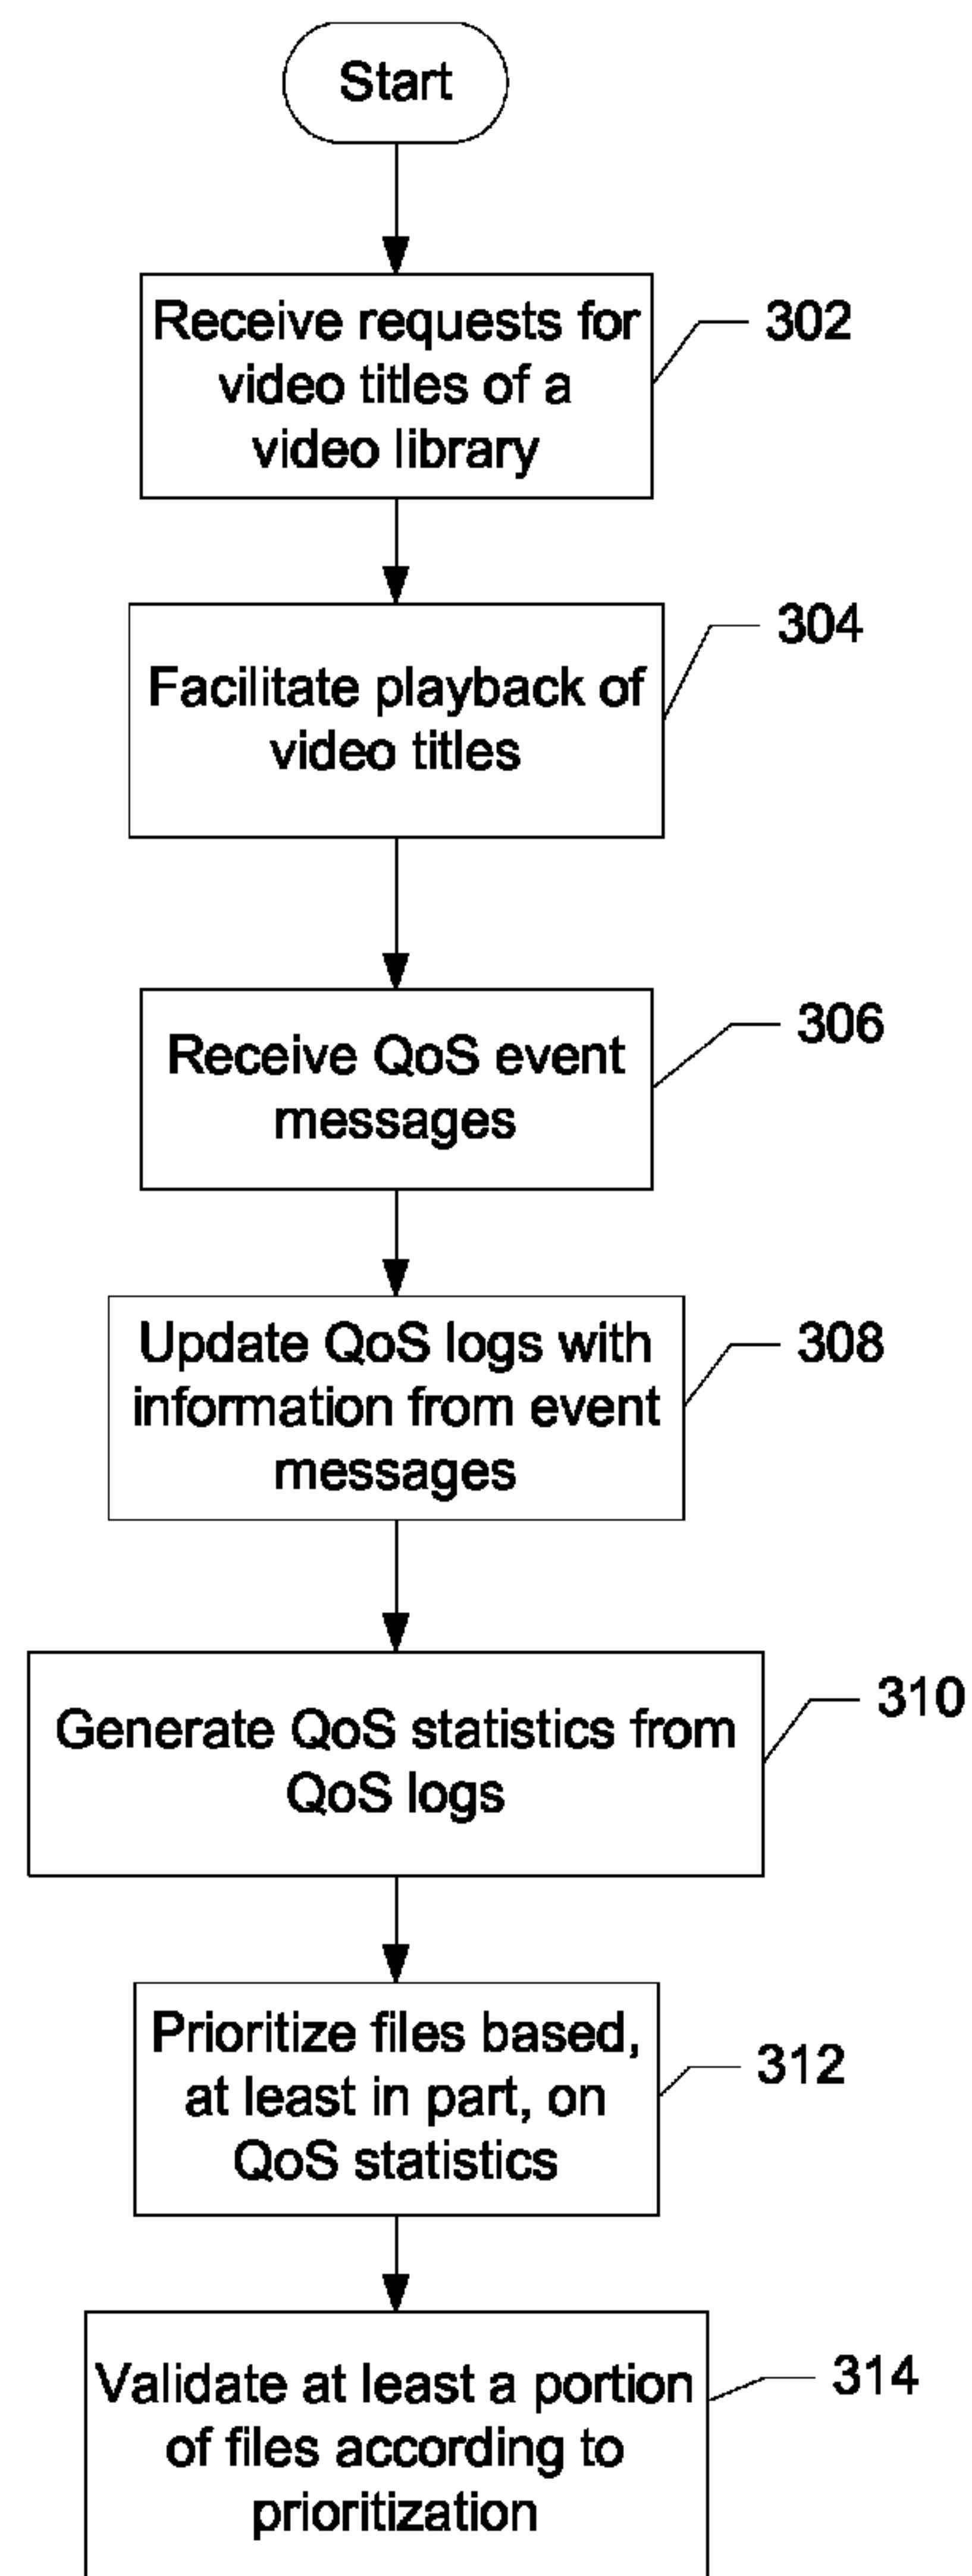 Start
Receive requests for
video titles of a
video library
302
Facilitate playback of
video titles
304
Receive QoS event
messages
306
Update QoS logs with
information from event
messages
308
Generate QoS statistics from
QoS logs
310
Prioritize files based,
at least in part, on
QoS statistics
312
Validate at least a portion
of files according to
prioritization
314